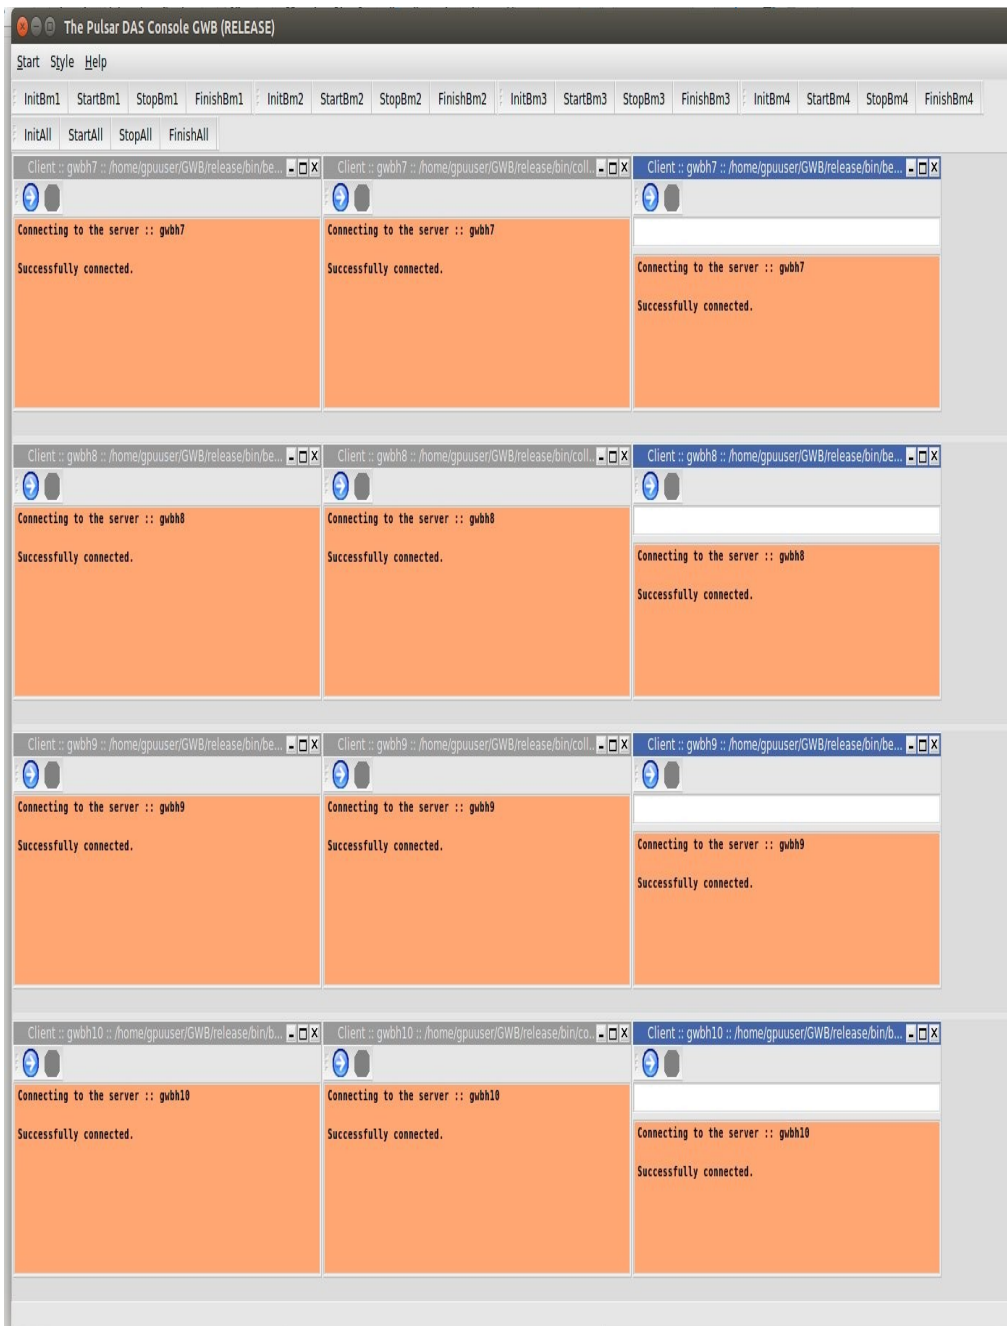 The Pulsar DAS Console GWB (RELEASE)
Start Style Help
InitBm1 StartBm1 StopBm1 FinishBm1 InitBm2 StartBm2 StopBm2 FinishBm2 InitBm3 StartBm3 StopBm3 FinishBm3 InitBm4 StartBm4 StopBm4 FinishBm4
InitAll StartAll StopAll FinishAll
Client :: gwbh7 :: /home/gpuuser/GWB/release/bin/be...
Connecting to the server :: gwbh7
Successfully connected.
Client :: gwbh7 :: /home/gpuuser/GWB/release/bin/coll...
Connecting to the server :: gwbh7
Successfully connected.
Client :: gwbh7 :: /home/gpuuser/GWB/release/bin/be...
Connecting to the server :: gwbh7
Successfully connected.
Client :: gwbh8 :: /home/gpuuser/GWB/release/bin/be...
Connecting to the server :: gwbh8
Successfully connected.
Client :: gwbh8 :: /home/gpuuser/GWB/release/bin/coll...
Connecting to the server :: gwbh8
Successfully connected.
Client :: gwbh8 :: /home/gpuuser/GWB/release/bin/be...
Connecting to the server :: gwbh8
Successfully connected.
Client :: gwbh9 :: /home/gpuuser/GWB/release/bin/be...
Connecting to the server :: gwbh9
Successfully connected.
Client :: gwbh9 :: /home/gpuuser/GWB/release/bin/coll...
Connecting to the server :: gwbh9
Successfully connected.
Client :: gwbh9 :: /home/gpuuser/GWB/release/bin/be...
Connecting to the server :: gwbh9
Successfully connected.
Client :: gwbh10 :: /home/gpuuser/GWB/release/bin/b...
Connecting to the server :: gwbh10
Successfully connected.
Client :: gwbh10 :: /home/gpuuser/GWB/release/bin/co...
Connecting to the server :: gwbh10
Successfully connected.
Client :: gwbh10 :: /home/gpuuser/GWB/release/bin/b...
Connecting to the server :: gwbh10
Successfully connected.